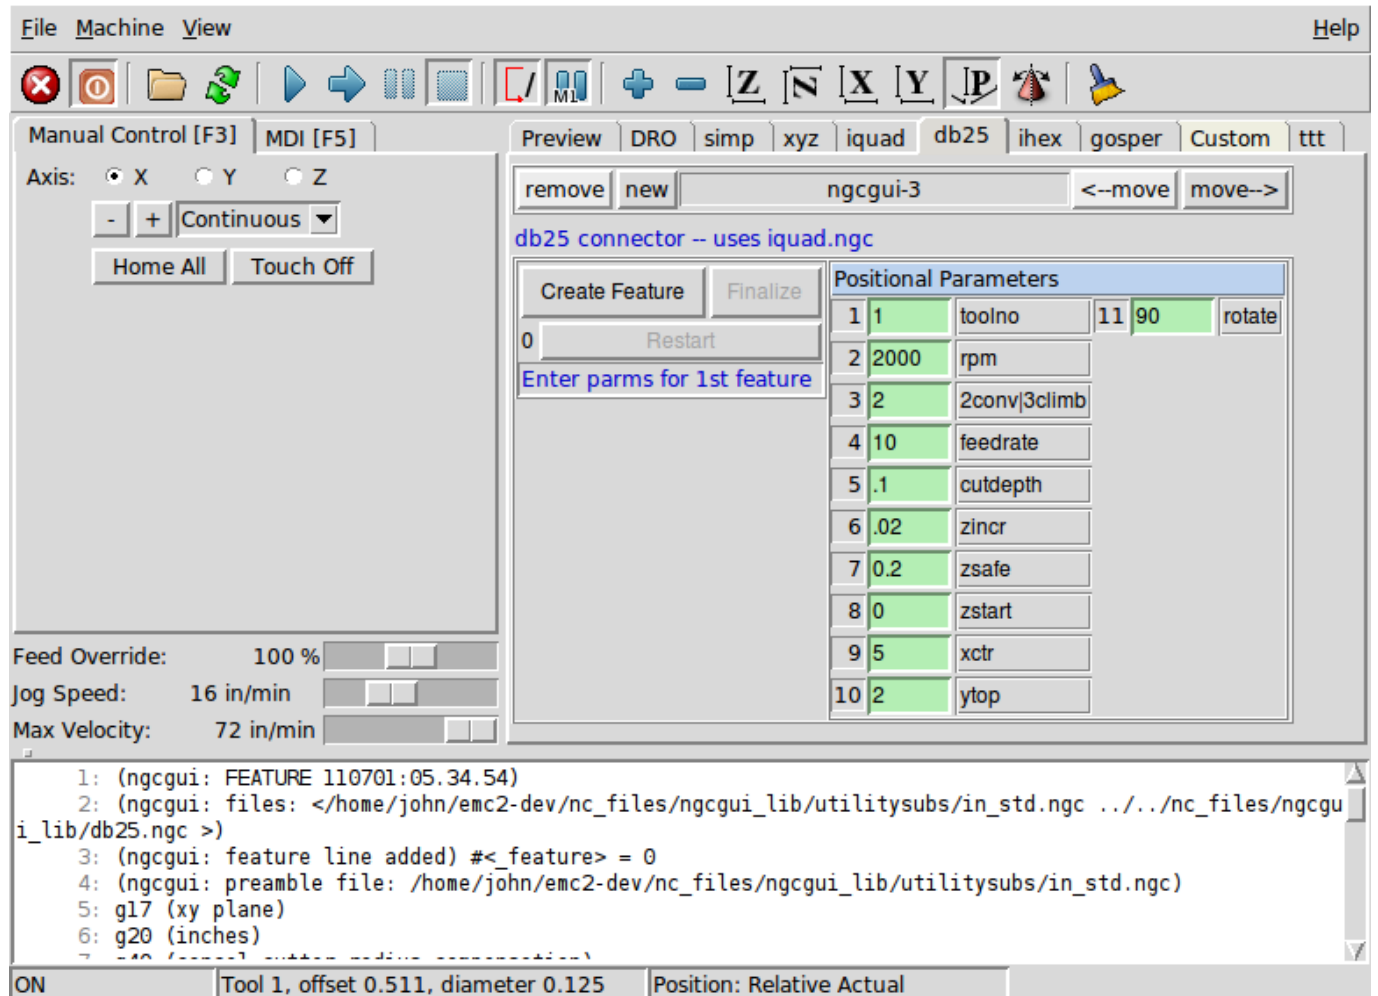 File Machine View Help
M1 Z N X Y P
Manual Control [F3] MDI [F5] Preview DRO simp xyz iquad db25 ihex gosper Custom ttt
Axis: X Y Z
- + Continuous
Home All Touch Off
remove new ngcgui-3 <--move move-->
db25 connector -- uses iquad.ngc
Create Feature Finalize
0 Restart
Enter parms for 1st feature
Positional Parameters
1 1 toolno 11 90 rotate
2 2000 rpm
3 2 2conv|3climb
4 10 feedrate
5 .1 cutdepth
6 .02 zincr
7 0.2 zsafe
8 0 zstart
9 5 xctr
10 2 ytop
Feed Override: 100 %
Jog Speed: 16 in/min
Max Velocity: 72 in/min
1: (ngcgui: FEATURE 110701:05.34.54)
2: (ngcgui: files: </home/john/emc2-dev/nc_files/ngcgui_lib/utilitysubs/in_std.ngc ../../nc_files/ngcgu
i_lib/db25.ngc >)
3: (ngcgui: feature line added) #<_feature> = 0
4: (ngcgui: preamble file: /home/john/emc2-dev/nc_files/ngcgui_lib/utilitysubs/in_std.ngc)
5: g17 (xy plane)
6: g20 (inches)
7: g40 (cancel cutter radius compensation)
ON Tool 1, offset 0.511, diameter 0.125 Position: Relative Actual